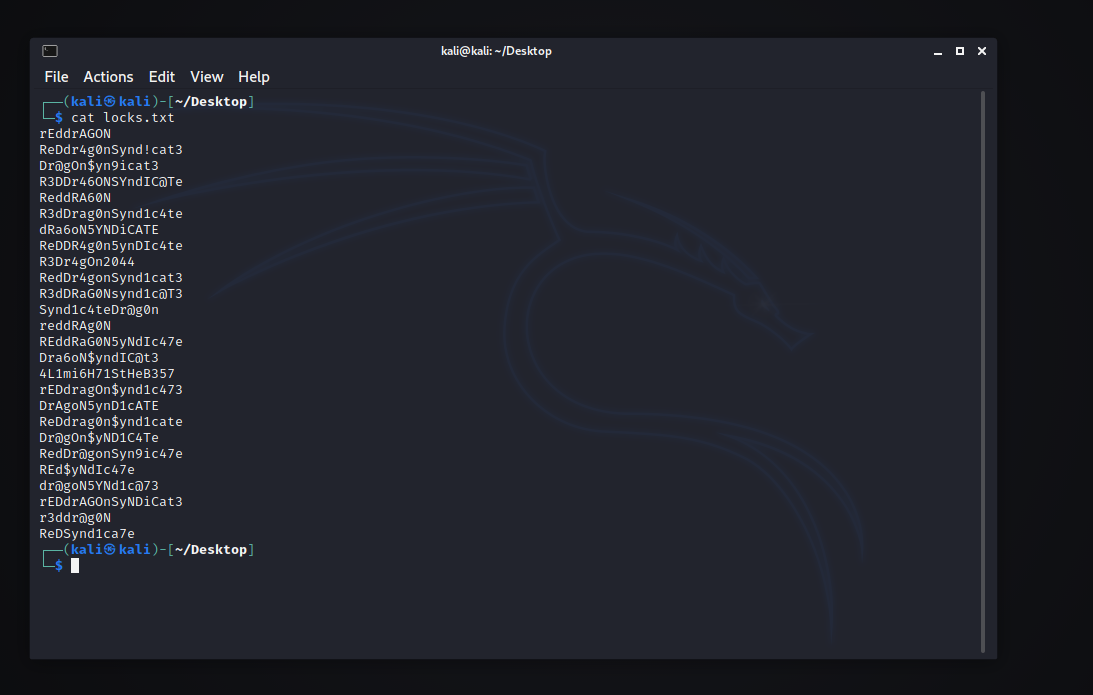 kali@kali: ~/Desktop
File Actions Edit View Help
┌──(kali㉿kali)-[~/Desktop]
└─$ cat locks.txt
rEddrAGON
ReDdr4g0nSynd!cat3
Dr@gOn$yn9icat3
R3DDr46ONSYndIC@Te
ReddRA60N
R3dDrag0nSynd1c4te
dRa6oN5YNDiCATE
ReDDR4g0n5ynDIc4te
R3Dr4gOn2044
RedDr4gonSynd1cat3
R3dDRaG0Nsynd1c@T3
Synd1c4teDr@g0n
reddRAg0N
REddRaG0N5yNdIc47e
Dra6oN$yndIC@t3
4L1mi6H71StHeB357
rEDdragOn$ynd1c473
DrAgoN5ynD1cATE
ReDdrag0n$ynd1cate
Dr@gOn$yND1C4Te
RedDr@gonSyn9ic47e
REd$yNdIc47e
dr@goN5YNd1c@73
rEDdrAGOnSyNDiCat3
r3ddr@g0N
ReDSynd1ca7e
┌──(kali㉿kali)-[~/Desktop]
└─$